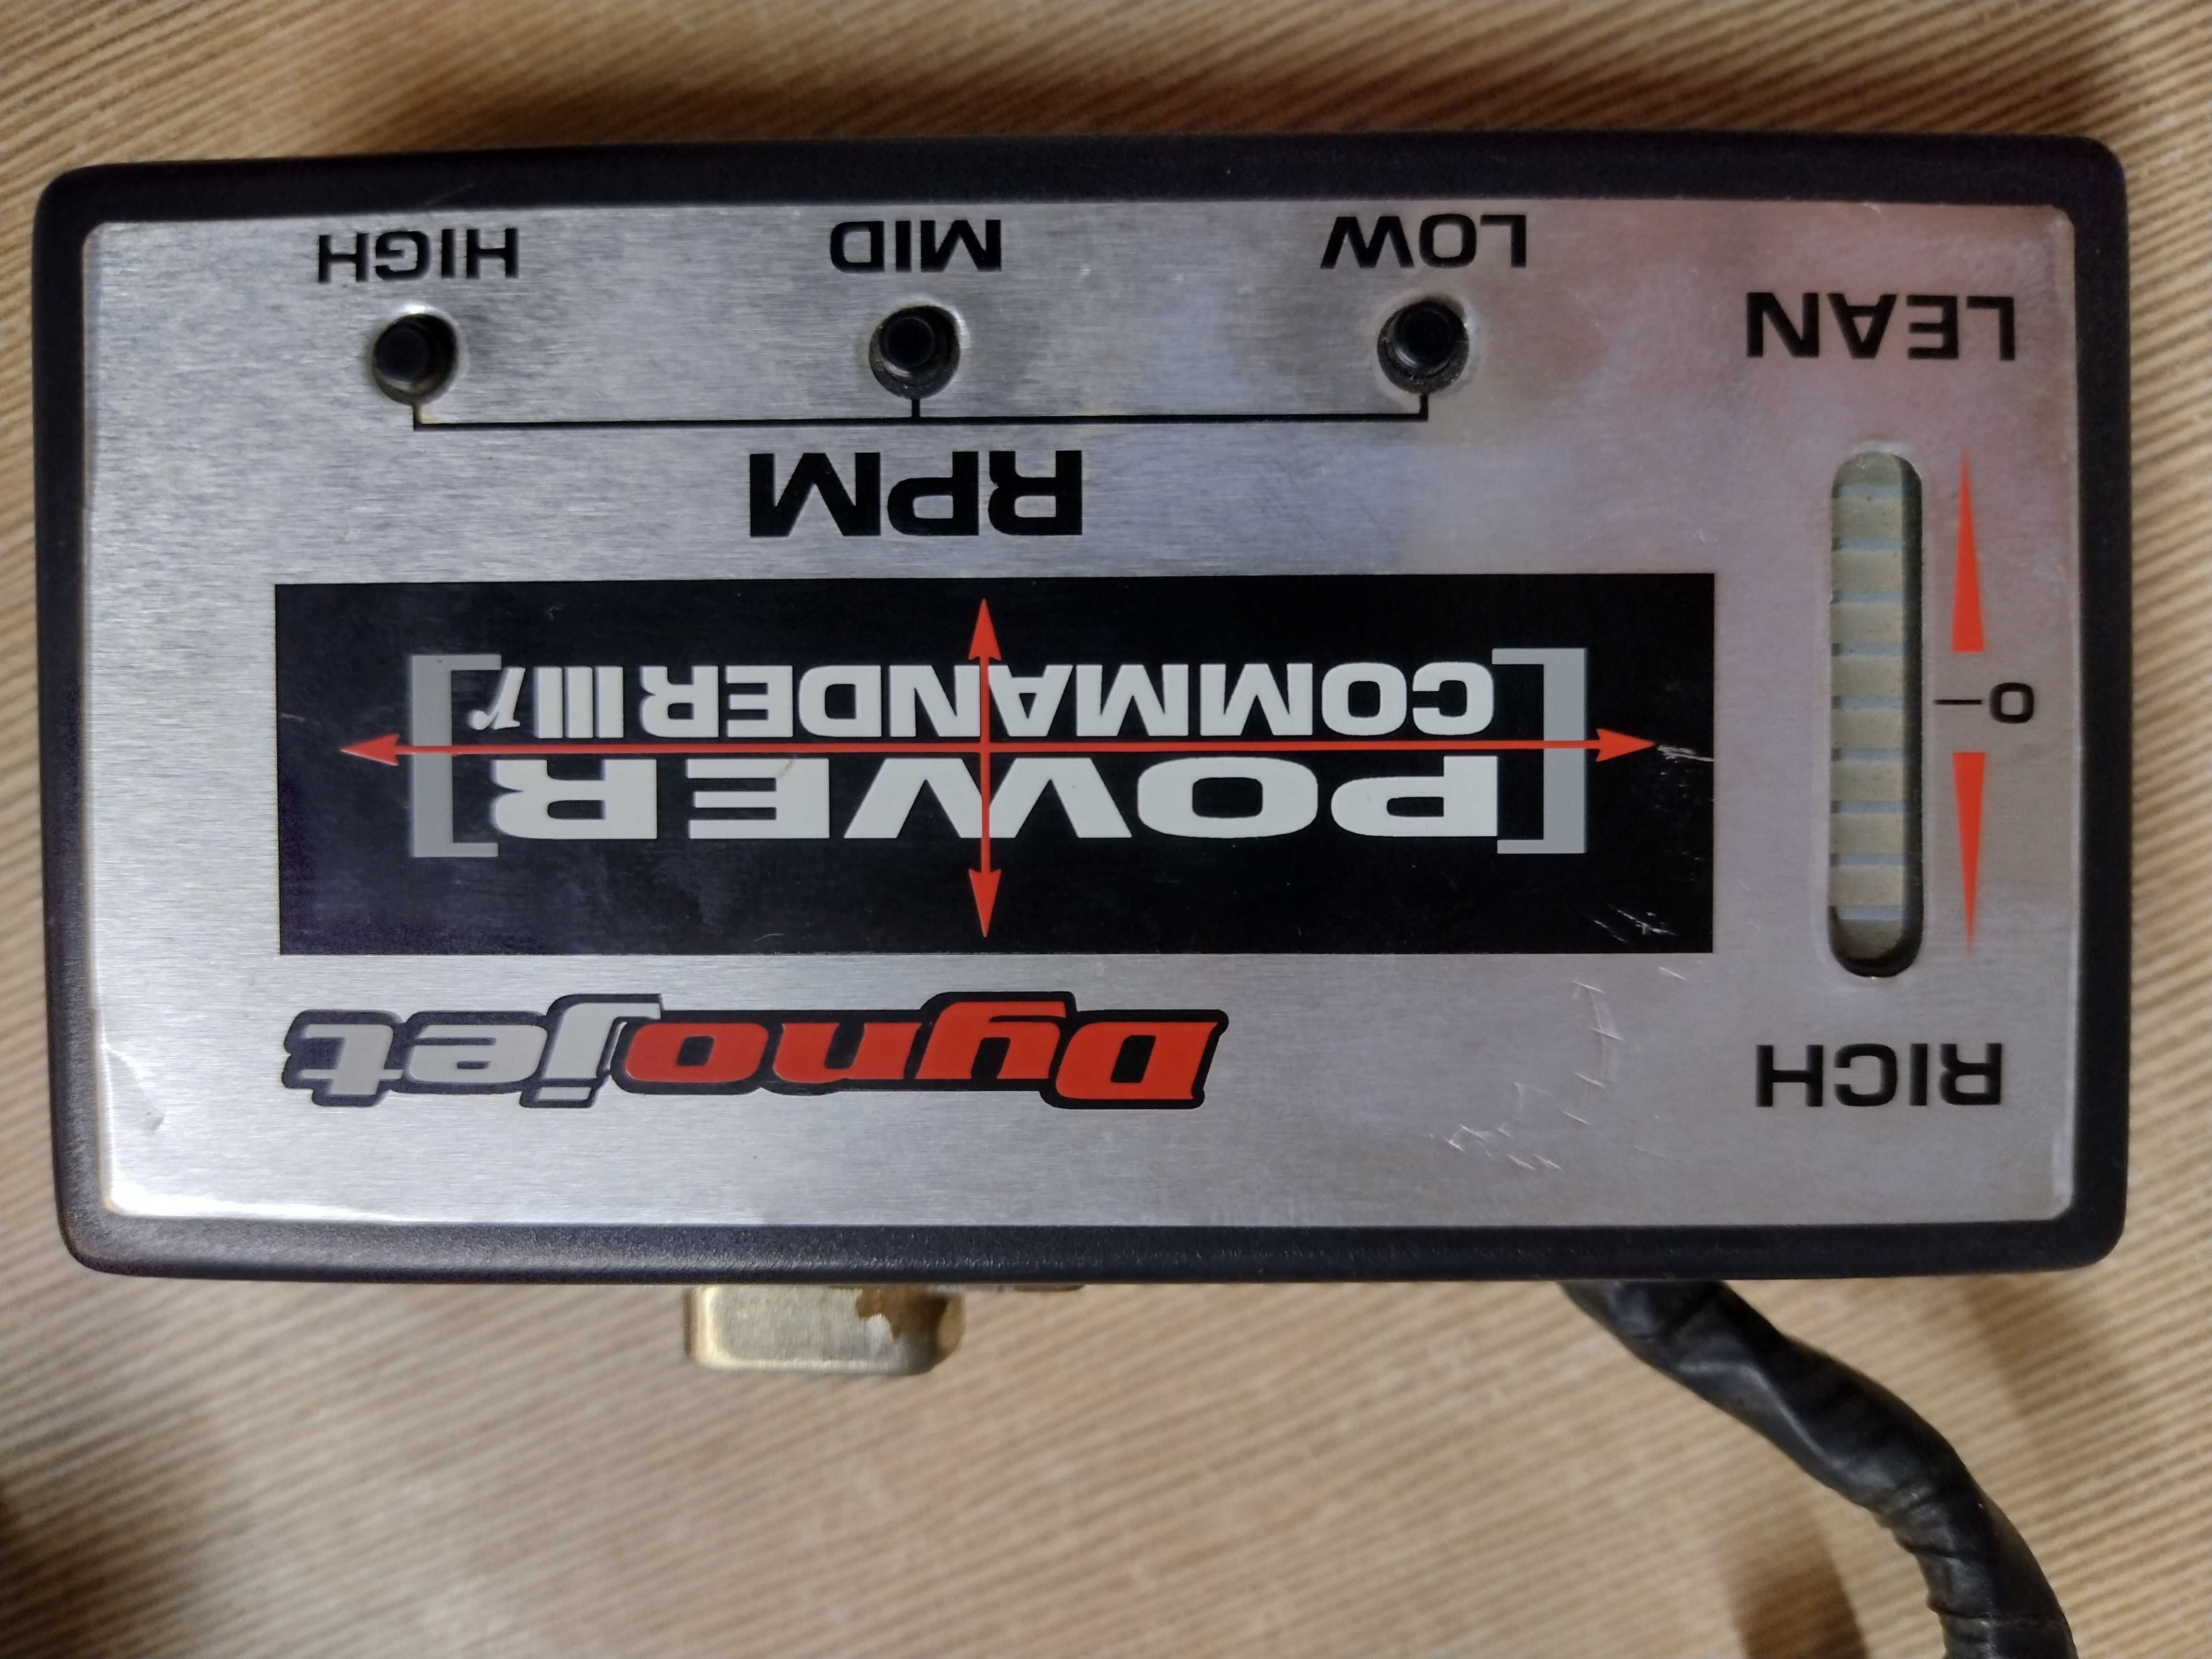 RICH
0
LEAN
Dynojet
[POWER
COMMANDER III r]
RPM
LOW
MID
HIGH